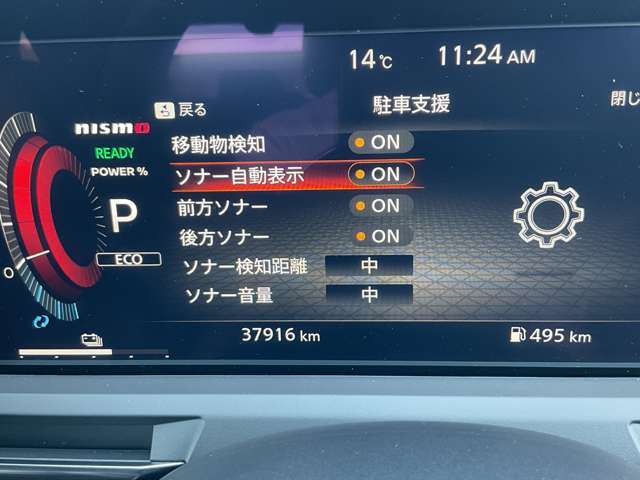 14℃ 11:24 AM
戻る 駐車支援 閉じ
nismo
READY
POWER %
P
ECO
0
移動物検知 ON
ソナー自動表示 ON
前方ソナー ON
後方ソナー ON
ソナー検知距離 中
ソナー音量 中
37916 km 495 km